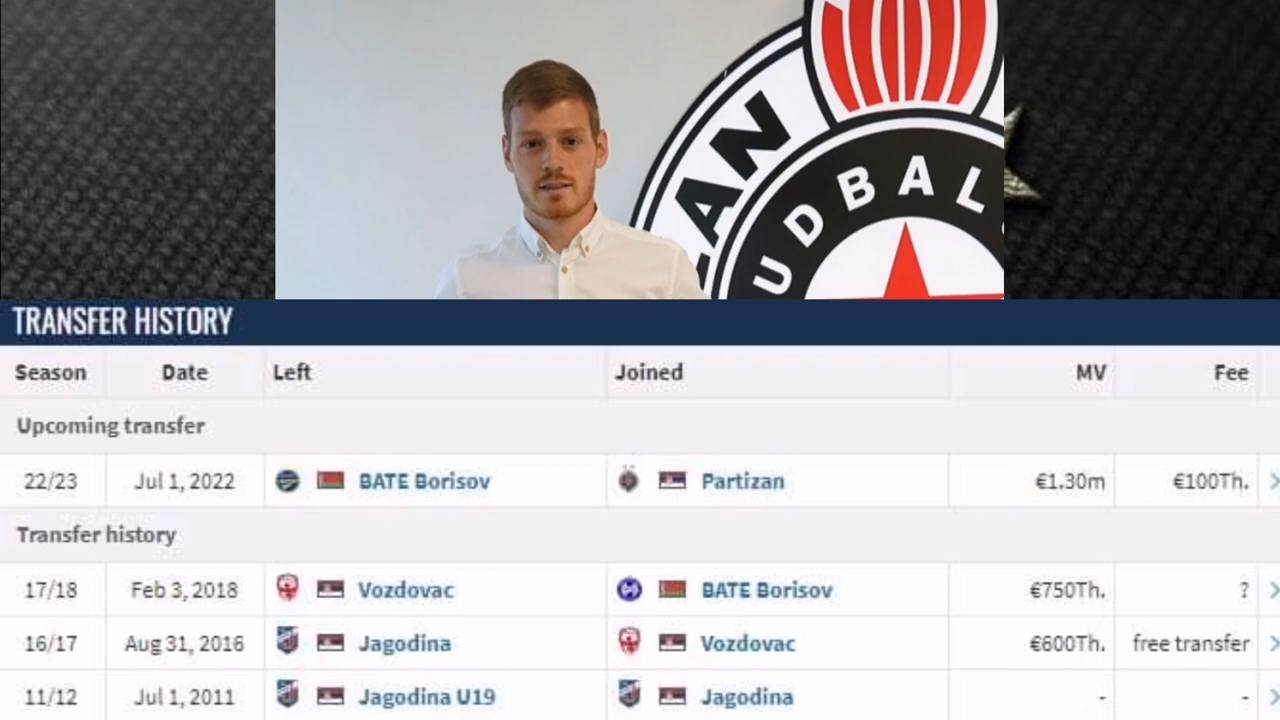 AN
UDBAL
TRANSFER HISTORY
Season Date Left Joined MV Fee
Upcoming transfer
22/23 Jul 1, 2022 BATE Borisov Partizan €1.30m €100Th.
Transfer history
17/18 Feb 3, 2018 Vozdovac BATE Borisov €750Th. ?
16/17 Aug 31, 2016 Jagodina Vozdovac €600Th. free transfer
11/12 Jul 1, 2011 Jagodina U19 Jagodina - -